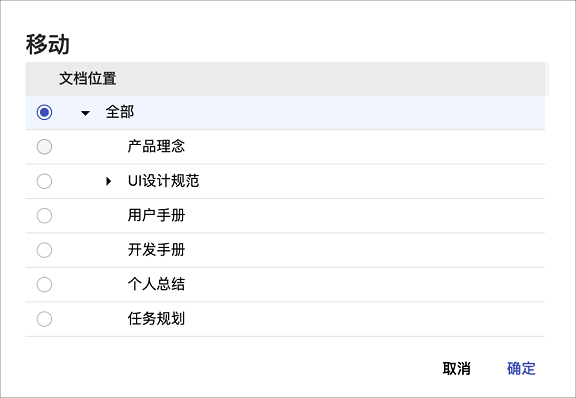 移动
文档位置
全部
产品理念
UI设计规范
用户手册
开发手册
个人总结
任务规划
取消 确定